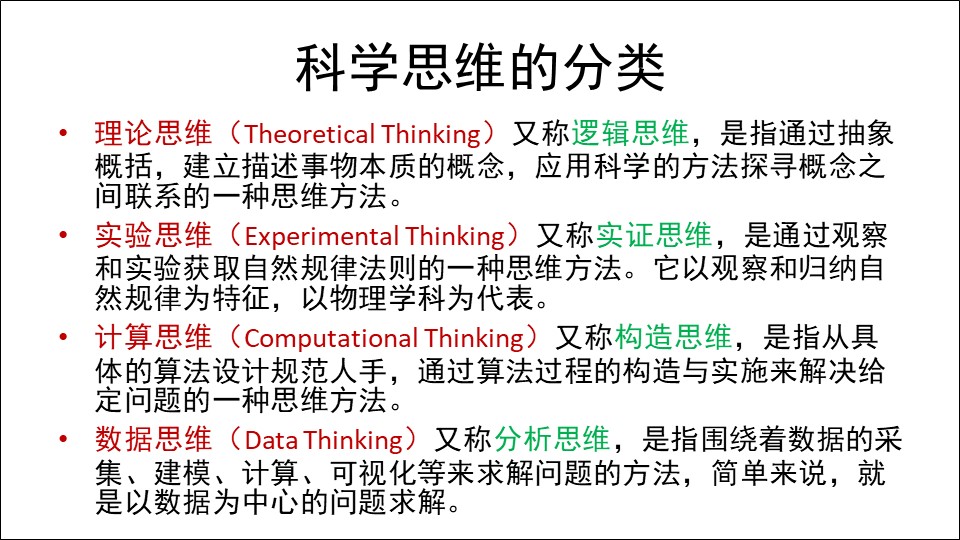 科学思维的分类
• 理论思维（Theoretical Thinking）又称逻辑思维，是指通过抽象
概括，建立描述事物本质的概念，应用科学的方法探寻概念之
间联系的一种思维方法。
• 实验思维（Experimental Thinking）又称实证思维，是通过观察
和实验获取自然规律法则的一种思维方法。它以观察和归纳自
然规律为特征，以物理学科为代表。
• 计算思维（Computational Thinking）又称构造思维，是指从具
体的算法设计规范人手，通过算法过程的构造与实施来解决给
定问题的一种思维方法。
• 数据思维（Data Thinking）又称分析思维，是指围绕着数据的采
集、建模、计算、可视化等来求解问题的方法，简单来说，就
是以数据为中心的问题求解。